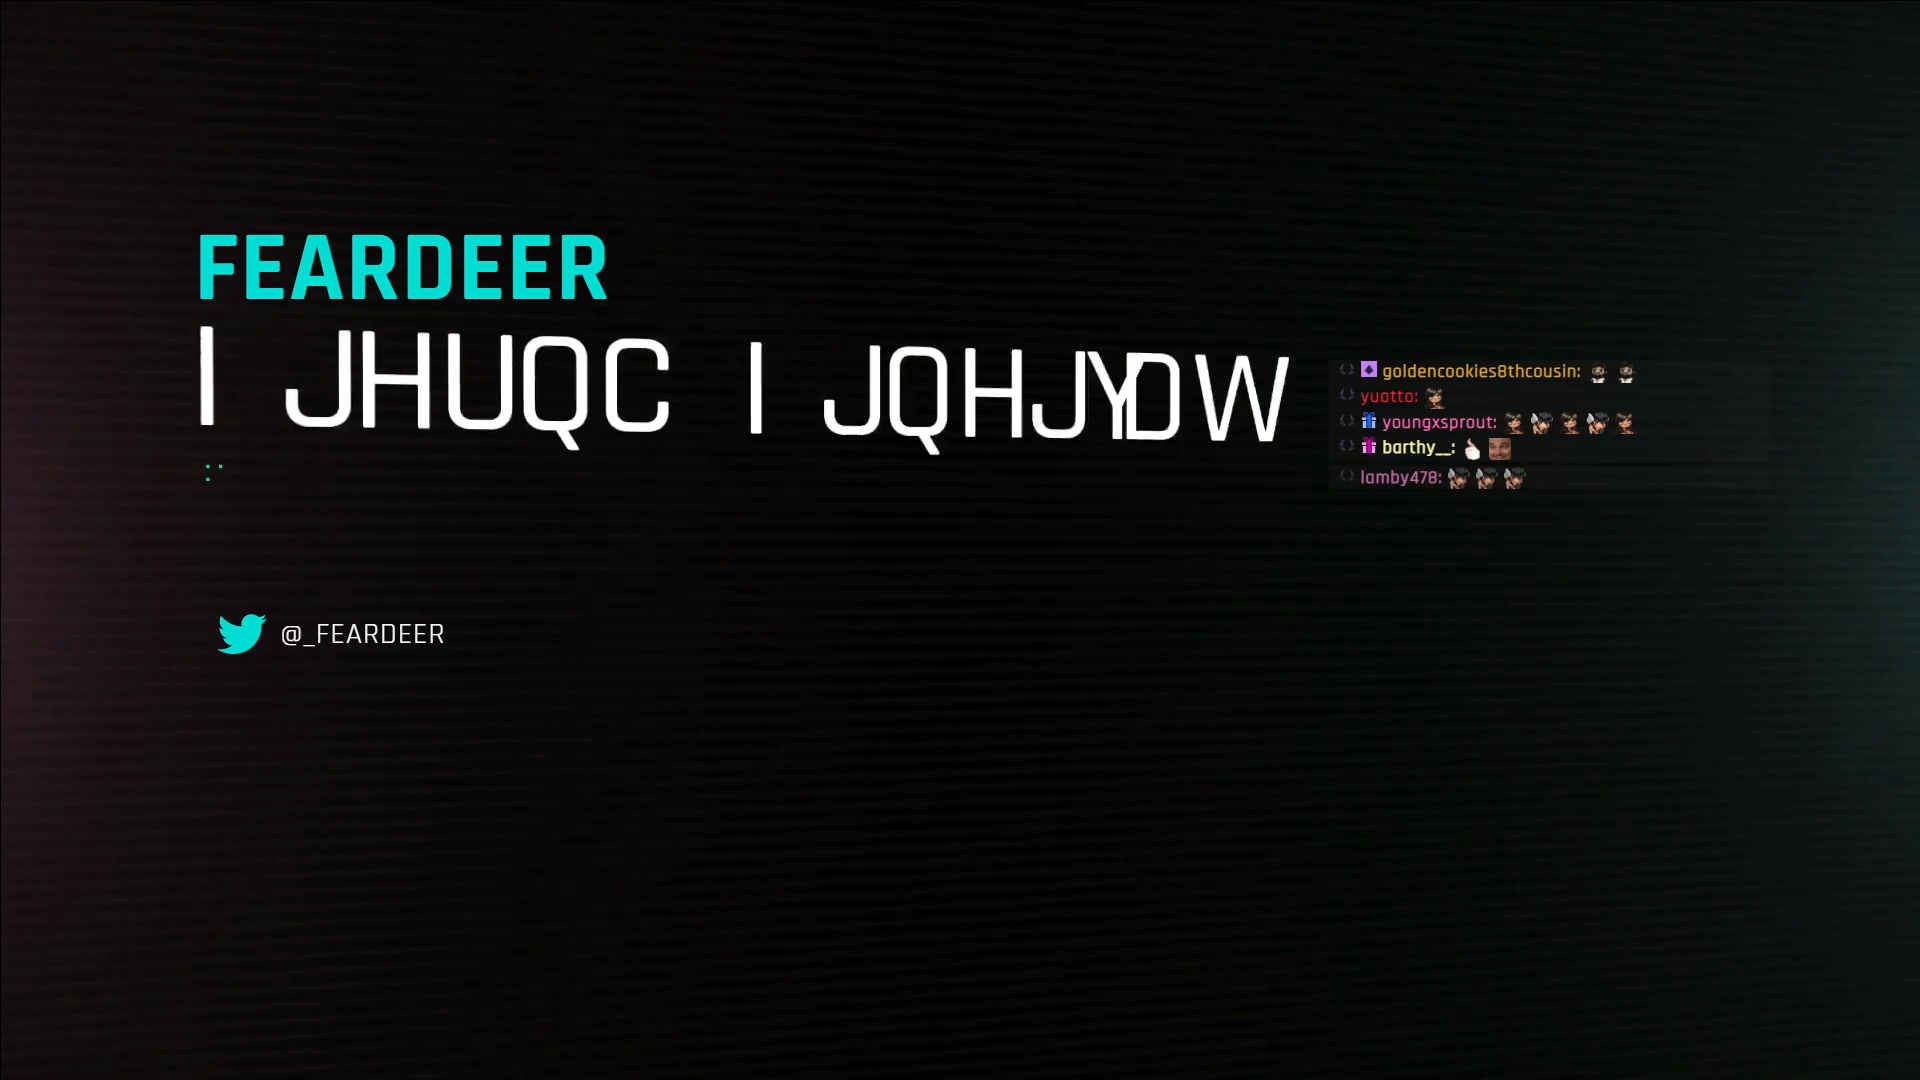 FEARDEER
I JHUQC I JQHJYDW
goldencookies8thcousin:
yuotto:
youngxsprout:
barthy__:
lamby478:
@_FEARDEER